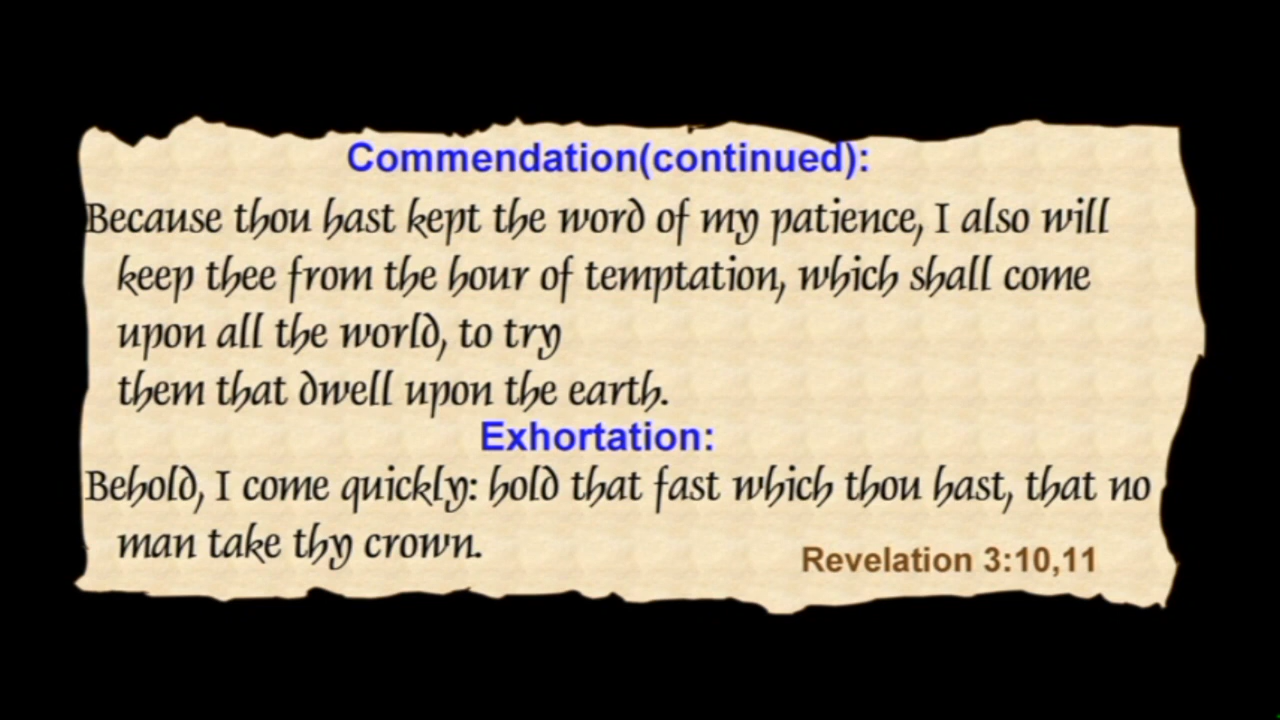 Commendation(continued):
Because thou hast kept the word of my patience, I also will
keep thee from the hour of temptation, which shall come
upon all the world, to try
them that dwell upon the earth.
Exhortation:
Behold, I come quickly: hold that fast which thou hast, that no
man take thy crown.
Revelation 3:10,11